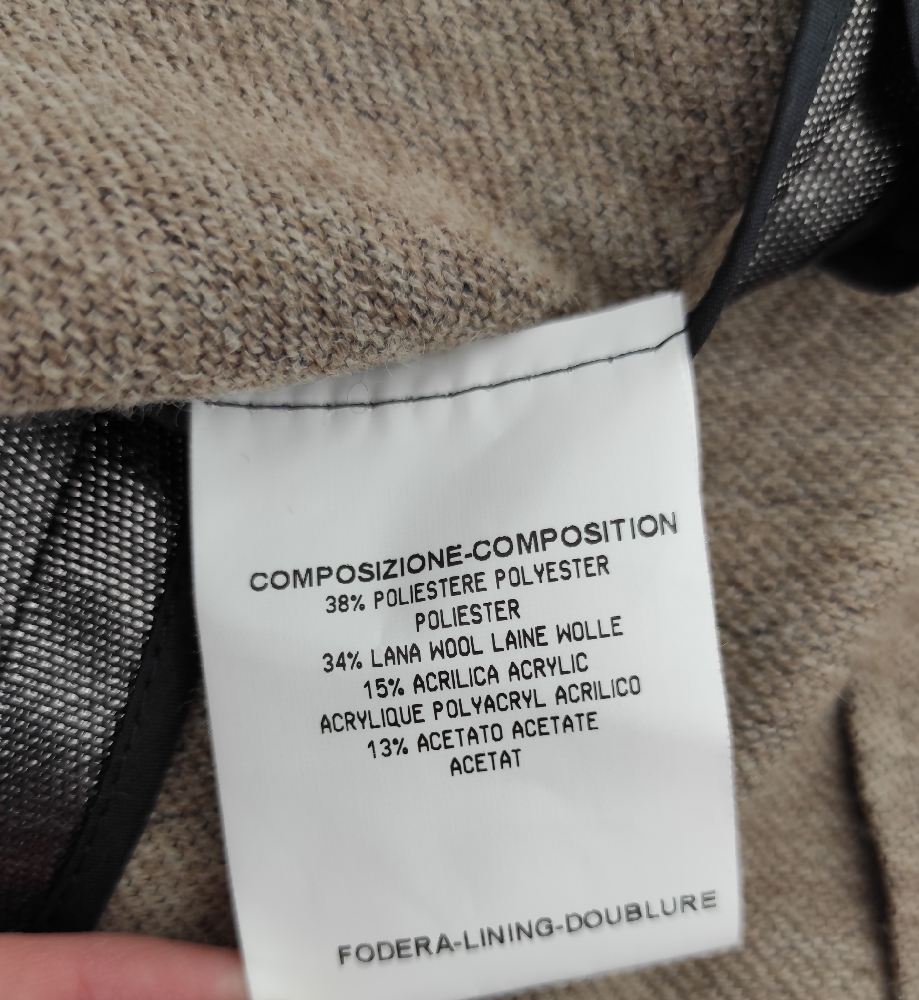 COMPOSIZIONE-COMPOSITION
38% POLIESTERE POLYESTER
POLIESTER
34% LANA WOOL LAINE WOLLE
15% ACRILICA ACRYLIC
ACRYLIQUE POLYACRYL ACRILICO
13% ACETATO ACETATE
ACETAT
FODERA-LINING-DOUBLURE